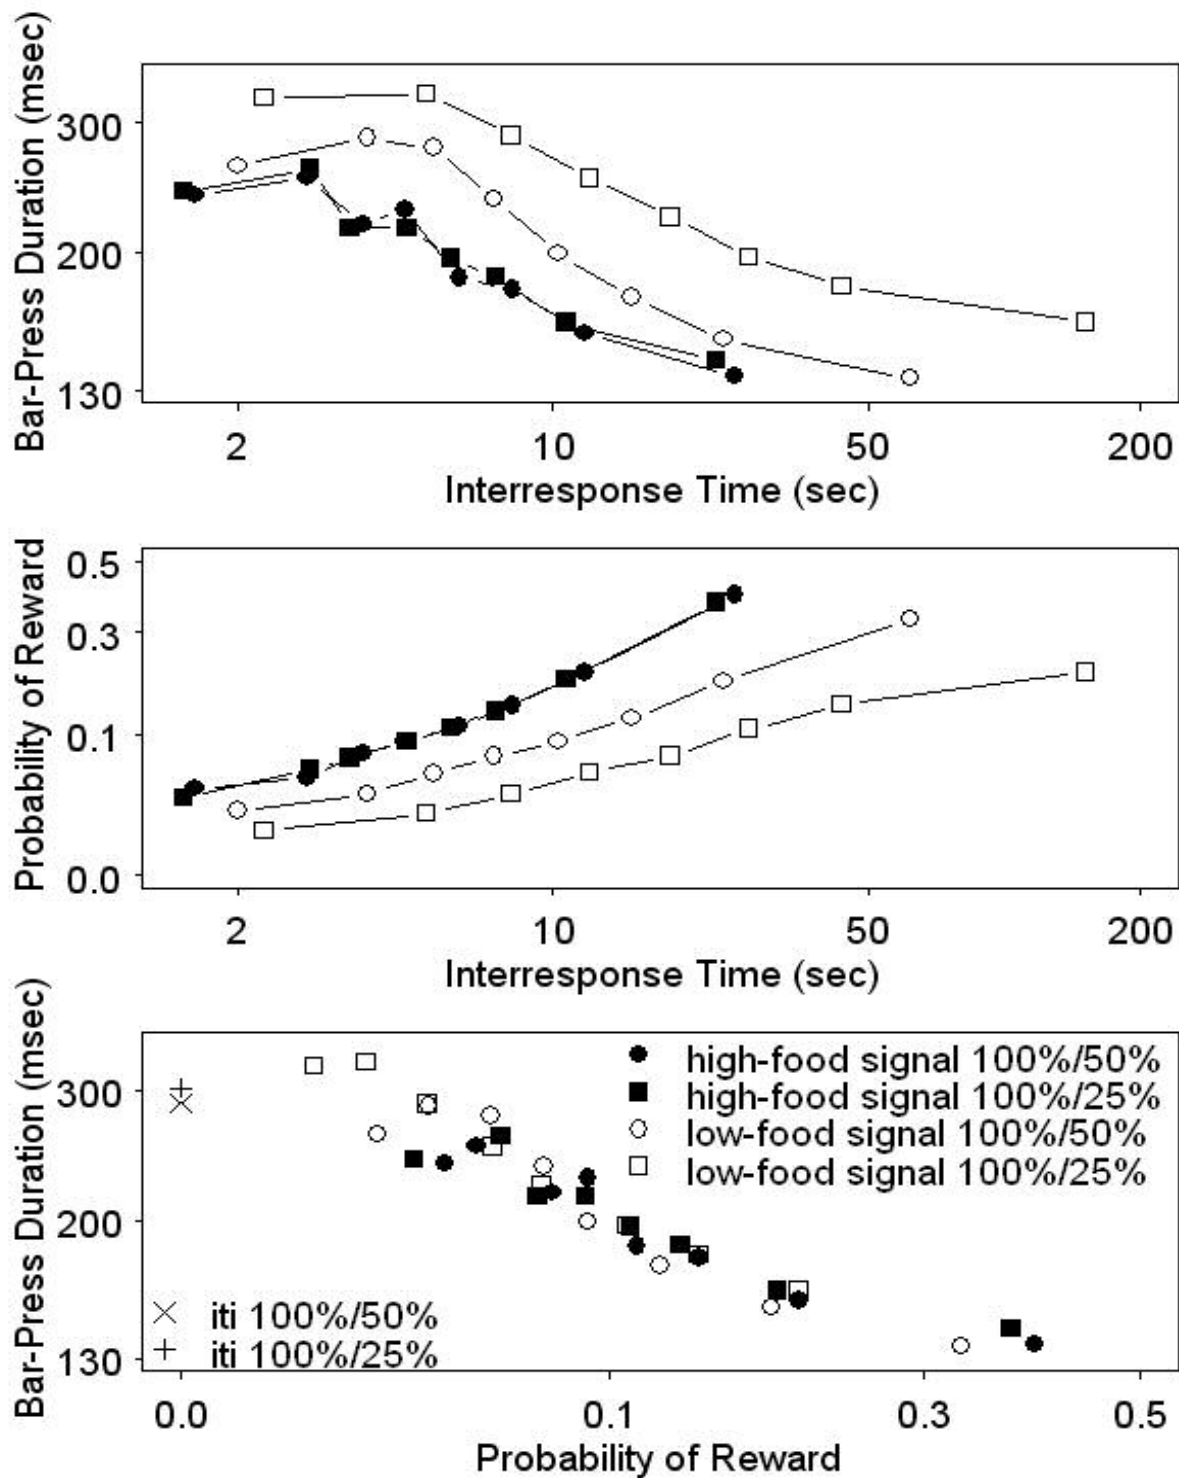 Bar-Press Duration (msec)
300
200
130
2 10 50 200
Interresponse Time (sec)
Probability of Reward
0.5
0.3
0.1
0.0
2 10 50 200
Interresponse Time (sec)
Bar-Press Duration (msec)
300
200
130
high-food signal 100%/50%
high-food signal 100%/25%
low-food signal 100%/50%
low-food signal 100%/25%
iti 100%/50%
iti 100%/25%
0.0 0.1 0.3 0.5
Probability of Reward